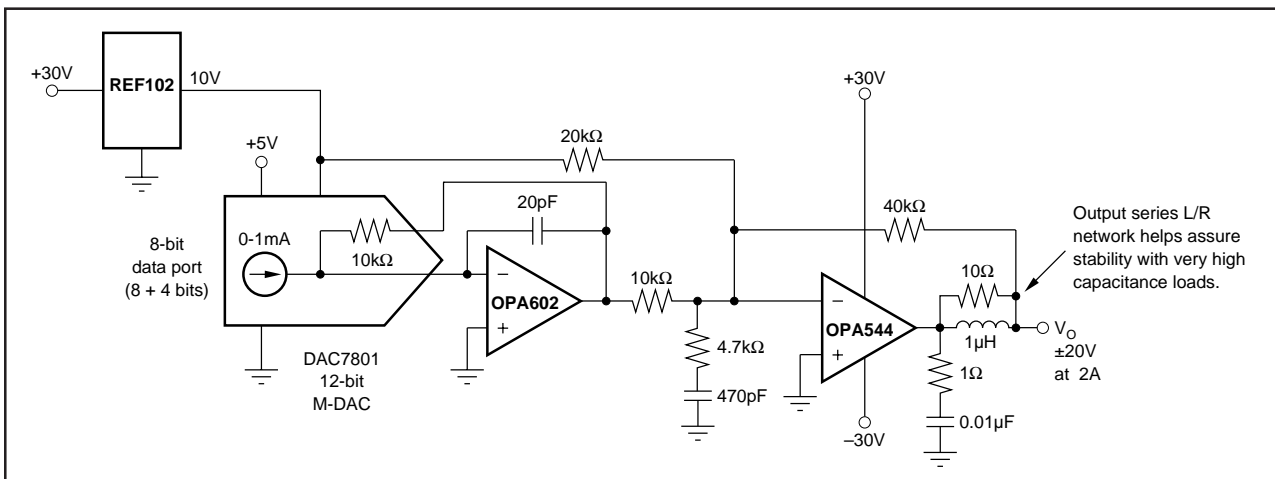 +30V
REF102
10V
+5V
20kΩ
+30V
8-bit
data port
(8 + 4 bits)
0-1mA
10kΩ
20pF
–
+
OPA602
10kΩ
40kΩ
Output series L/R
network helps assure
stability with very high
capacitance loads.
–
+
OPA544
10Ω
1µH
VO
±20V
at 2A
4.7kΩ
470pF
1Ω
0.01µF
–30V
DAC7801
12-bit
M-DAC